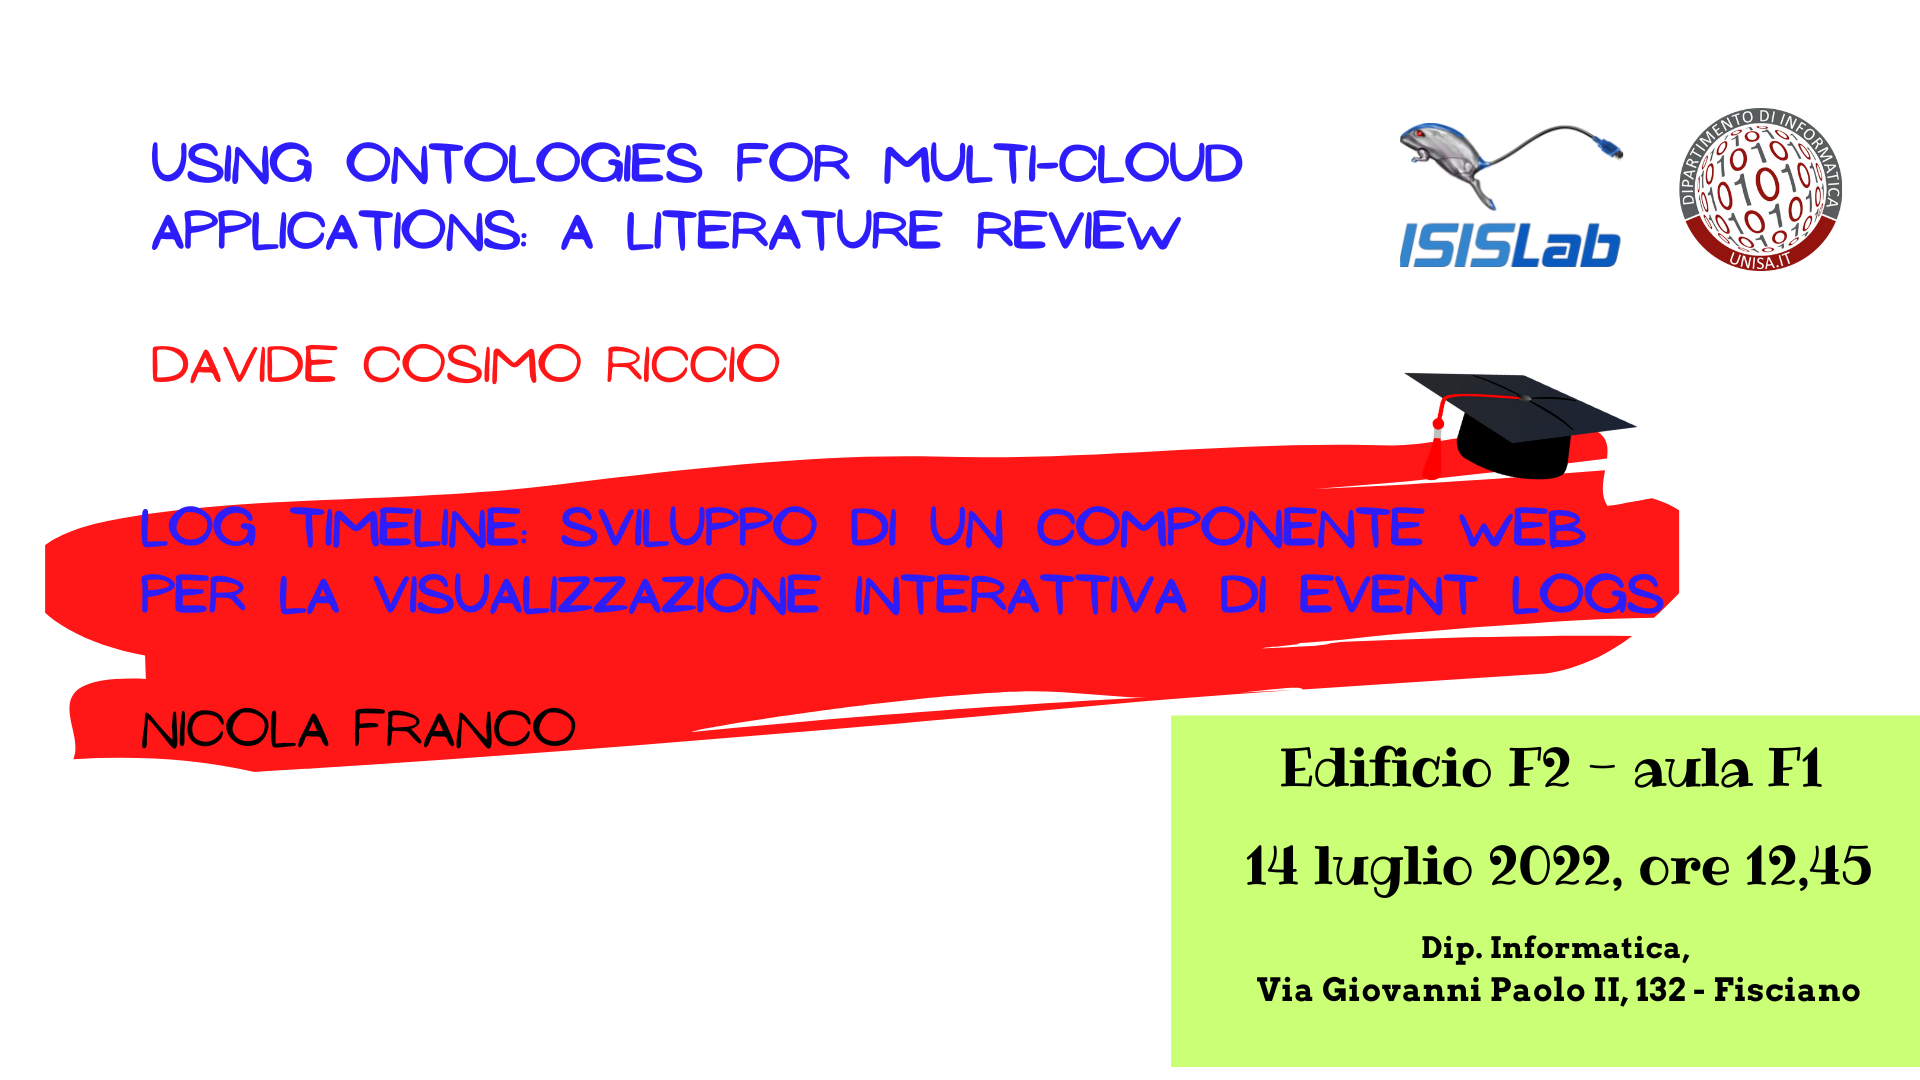 USING ONTOLOGIES FOR MULTI-CLOUD
APPLICATIONS: A LITERATURE REVIEW
ISISLab
DIPARTIMENTO DI INFORMATICA
UNISA.IT
DAVIDE COSIMO RICCIO
LOG TIMELINE: SVILUPPO DI UN COMPONENTE WEB
PER LA VISUALIZZAZIONE INTERATTIVA DI EVENT LOGS
NICOLA FRANCO
Edificio F2 - aula F1
14 luglio 2022, ore 12,45
Dip. Informatica,
Via Giovanni Paolo II, 132 - Fisciano